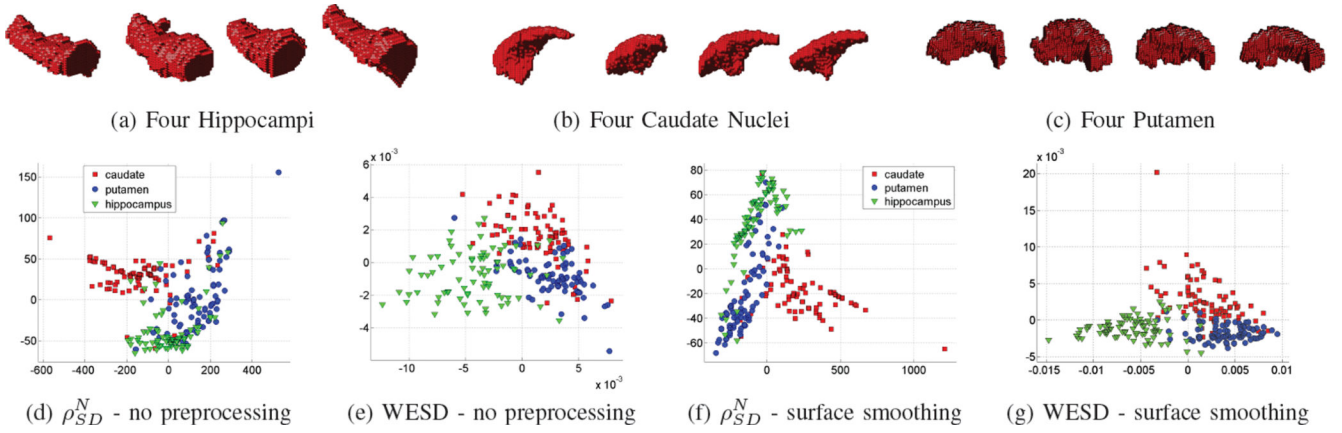 (a) Four Hippocampi
(b) Four Caudate Nuclei
(c) Four Putamen
caudate
putamen
hippocampus
150
100
50
0
-50
-600 -400 -200 0 200 400
x 10⁻³
6
4
2
0
-2
-4
-10 -5 0 5
x 10⁻³
caudate
putamen
hippocampus
80
60
40
20
0
-20
-40
-60
0 500 1000
x 10⁻³
20
15
10
5
0
-5
-0.015 -0.01 -0.005 0 0.005 0.01
(d) ρ_{SD}^{N} - no preprocessing
(e) WESD - no preprocessing
(f) ρ_{SD}^{N} - surface smoothing
(g) WESD - surface smoothing